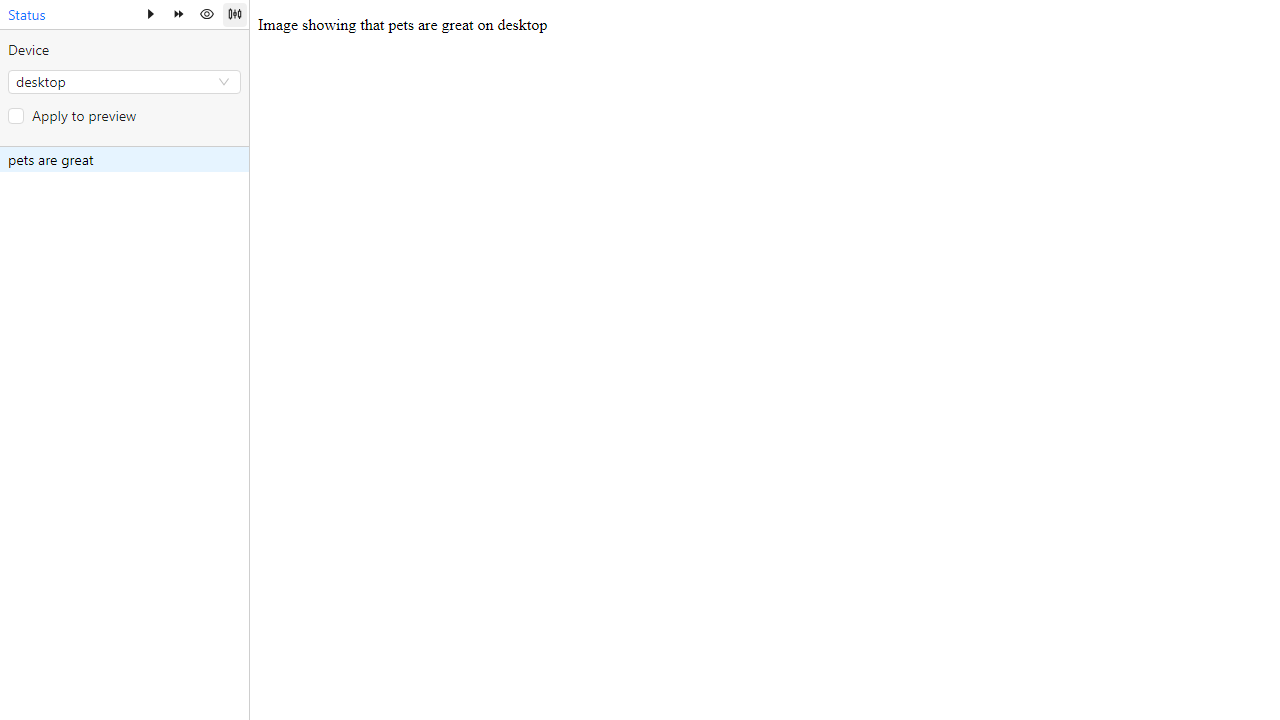 Status
Device
desktop
Apply to preview
pets are great
Image showing that pets are great on desktop